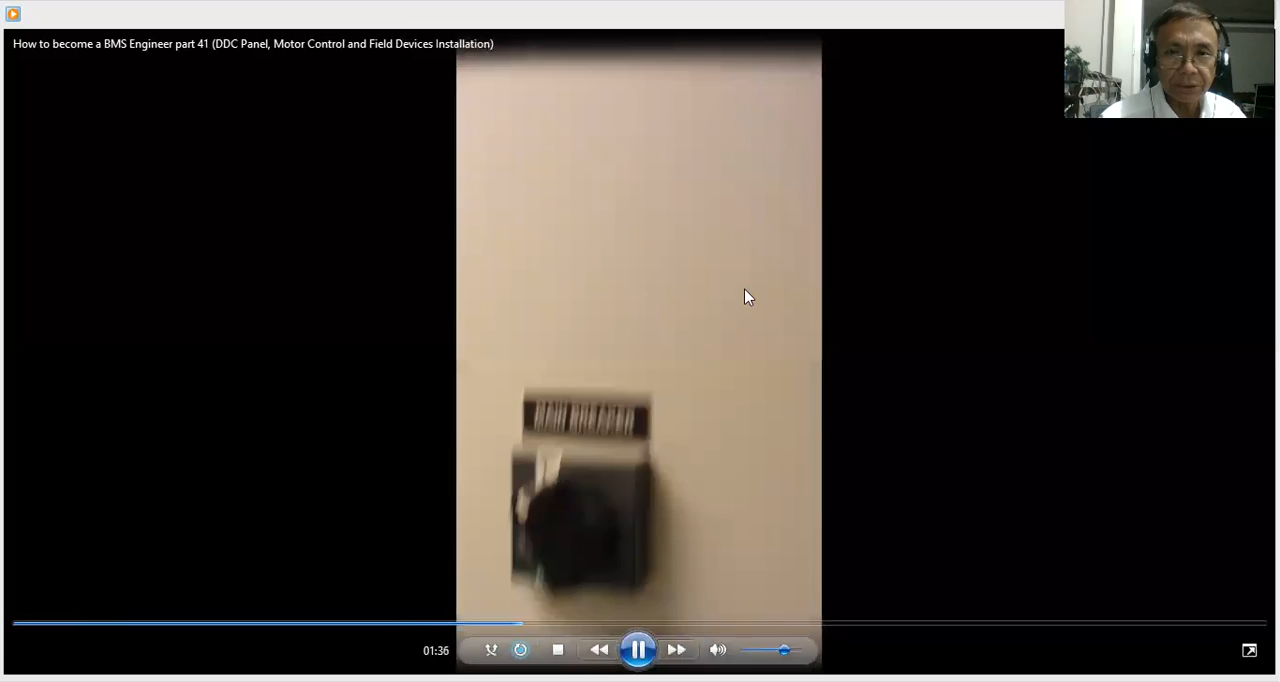 How to become a BMS Engineer part 41 (DDC Panel, Motor Control and Field Devices Installation)
01:36